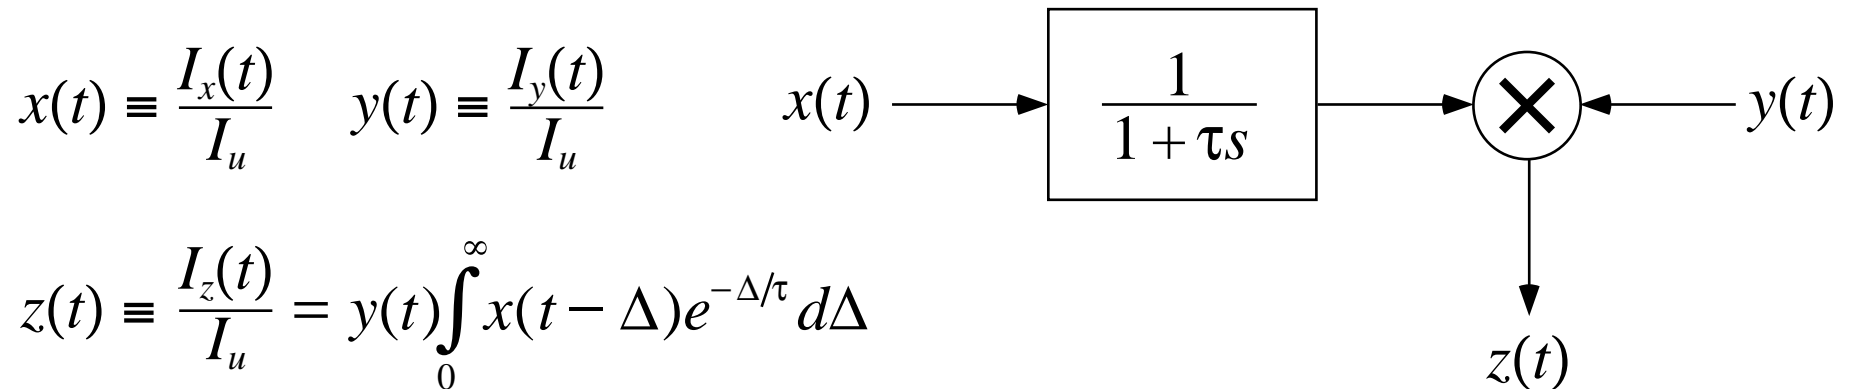 x(t) ≡ I_x(t) / I_u
y(t) ≡ I_y(t) / I_u
z(t) ≡ I_z(t) / I_u = y(t) ∫_0^∞ x(t − Δ)e^{−Δ/τ} dΔ
x(t)
1 / (1 + τs)
×
y(t)
z(t)